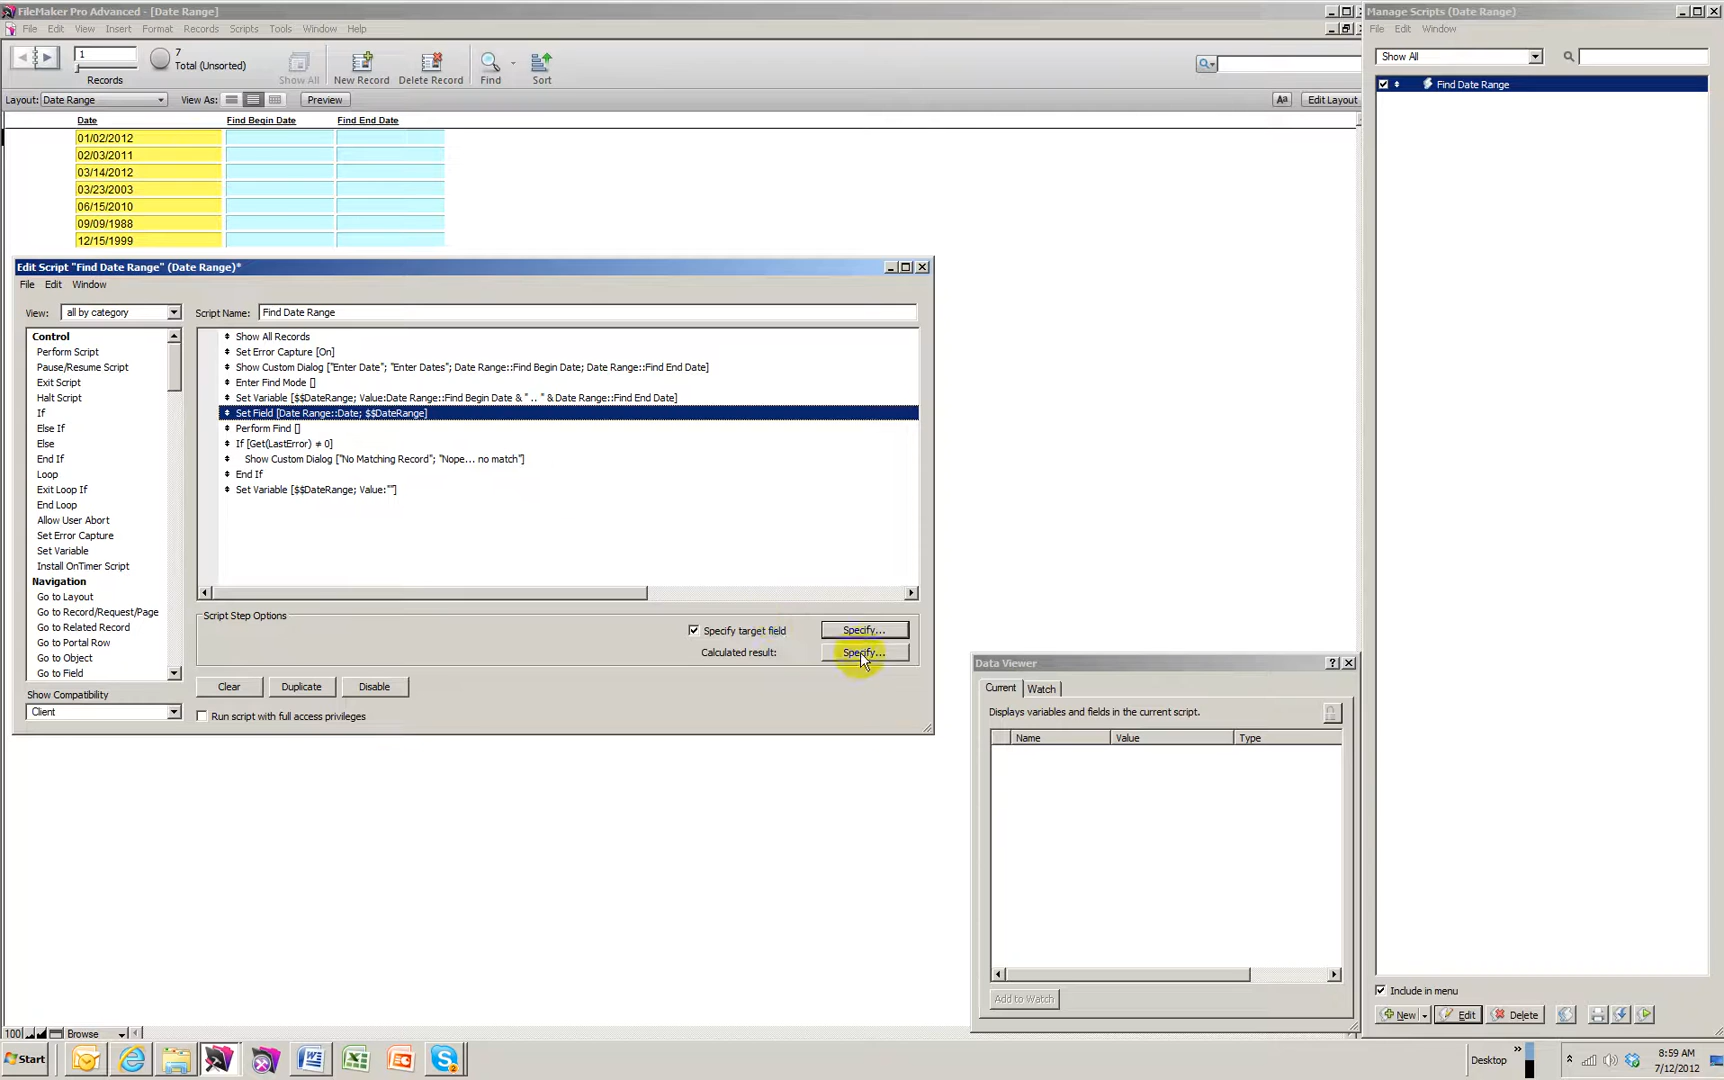 FileMaker Pro Advanced - [Date Range]
File Edit View Insert Format Records Scripts Tools Window Help
1
7
Total (Unsorted)
Records
Show All
New Record
Delete Record
Find
Sort
Layout: Date Range
View As:
Preview
Aa
Edit Layout
Date
Find Begin Date
Find End Date
01/02/2012
02/03/2011
03/14/2012
03/23/2003
06/15/2010
09/09/1988
12/15/1999
Edit Script "Find Date Range" (Date Range)*
File Edit Window
View: all by category
Script Name: Find Date Range
Control
Perform Script
Pause/Resume Script
Exit Script
Halt Script
If
Else If
Else
End If
Loop
Exit Loop If
End Loop
Allow User Abort
Set Error Capture
Set Variable
Install OnTimer Script
Navigation
Go to Layout
Go to Record/Request/Page
Go to Related Record
Go to Portal Row
Go to Object
Go to Field
Show All Records
Set Error Capture [On]
Show Custom Dialog ["Enter Date"; "Enter Dates"; Date Range::Find Begin Date; Date Range::Find End Date]
Enter Find Mode []
Set Variable [$$DateRange; Value:Date Range::Find Begin Date & " .. " & Date Range::Find End Date]
Set Field [Date Range::Date; $$DateRange]
Perform Find []
If [Get(LastError) ≠ 0]
Show Custom Dialog ["No Matching Record"; "Nope... no match"]
End If
Set Variable [$$DateRange; Value:""]
Script Step Options
Specify target field
Specify...
Calculated result:
Specify...
Show Compatibility
Client
Clear
Duplicate
Disable
Run script with full access privileges
Manage Scripts (Date Range)
File Edit Window
Show All
Find Date Range
Data Viewer
Current
Watch
Displays variables and fields in the current script.
Name
Value
Type
Add to Watch
Include in menu
New
Edit
Delete
100
Browse
Start
Desktop
8:59 AM
7/12/2012